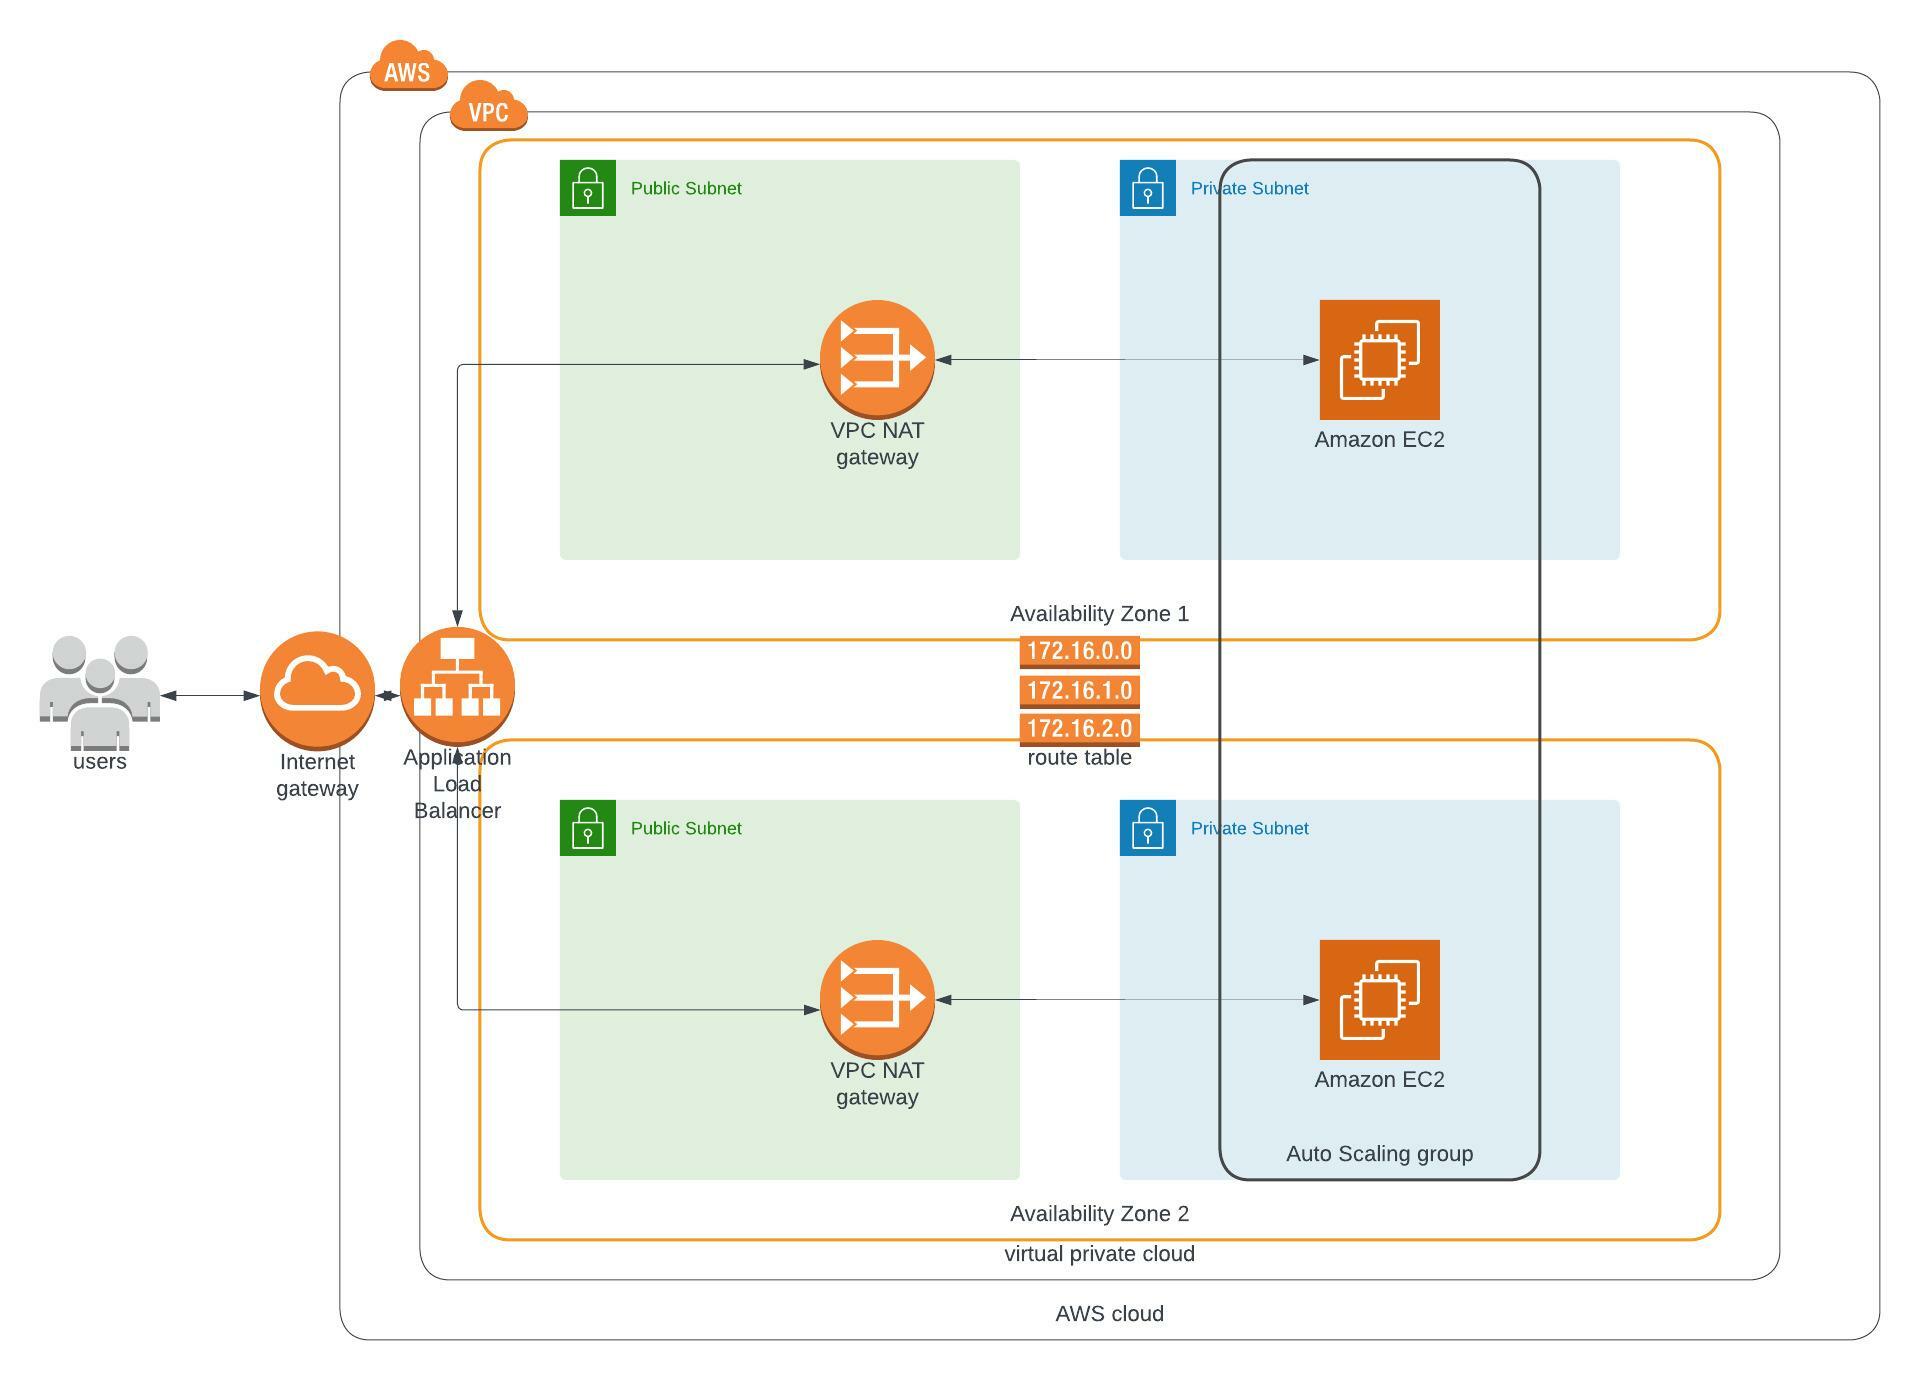 AWS
VPC
Public Subnet
Private Subnet
VPC NAT
gateway
Amazon EC2
Availability Zone 1
172.16.0.0
172.16.1.0
172.16.2.0
route table
users
Internet
gateway
Application
Load
Balancer
Public Subnet
Private Subnet
VPC NAT
gateway
Amazon EC2
Auto Scaling group
Availability Zone 2
virtual private cloud
AWS cloud